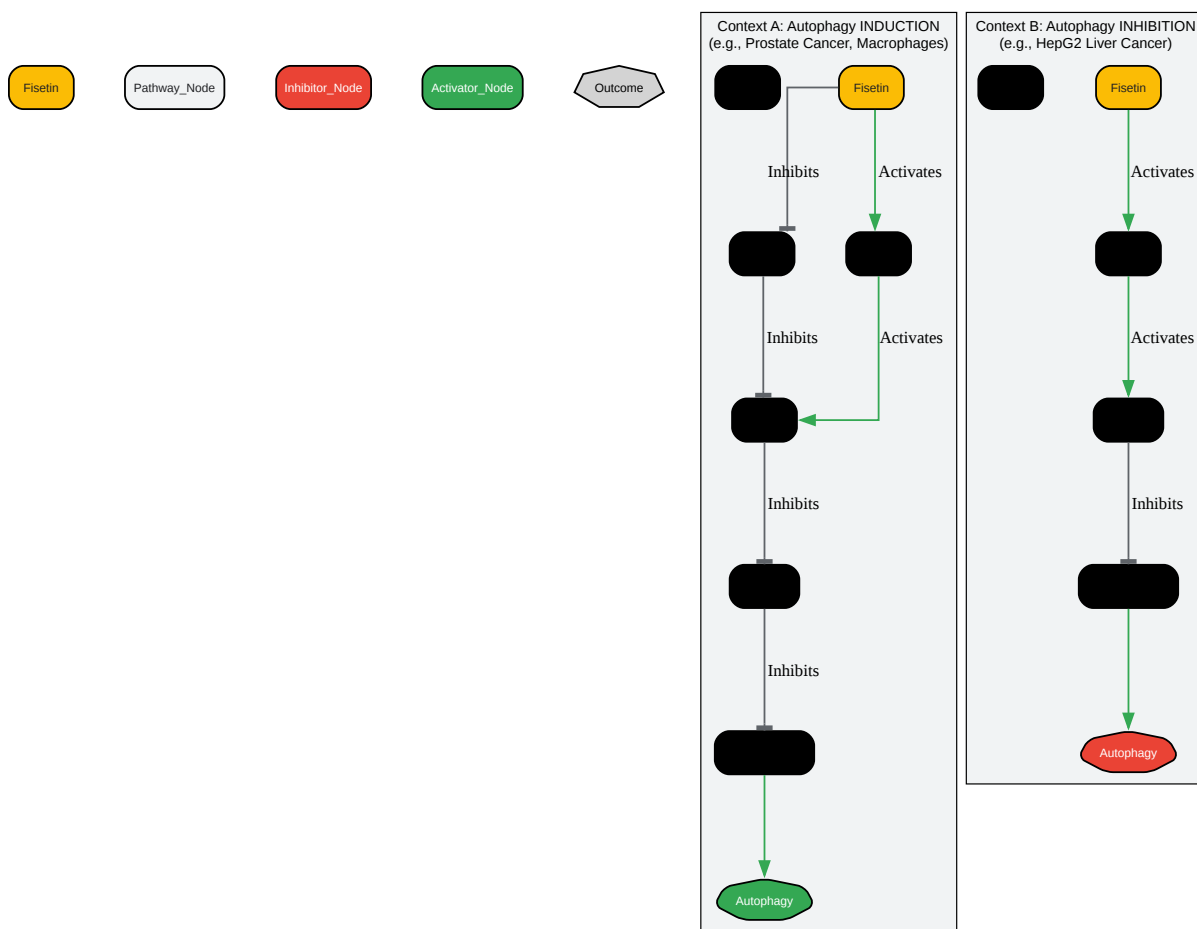 Context A: Autophagy INDUCTION
(e.g., Prostate Cancer, Macrophages)
Context B: Autophagy INHIBITION
(e.g., HepG2 Liver Cancer)
Fisetin
Pathway_Node
Inhibitor_Node
Activator_Node
Outcome
Fisetin
Fisetin
Inhibits
Activates
Activates
Inhibits
Activates
Activates
Inhibits
Inhibits
Inhibits
Autophagy
Autophagy